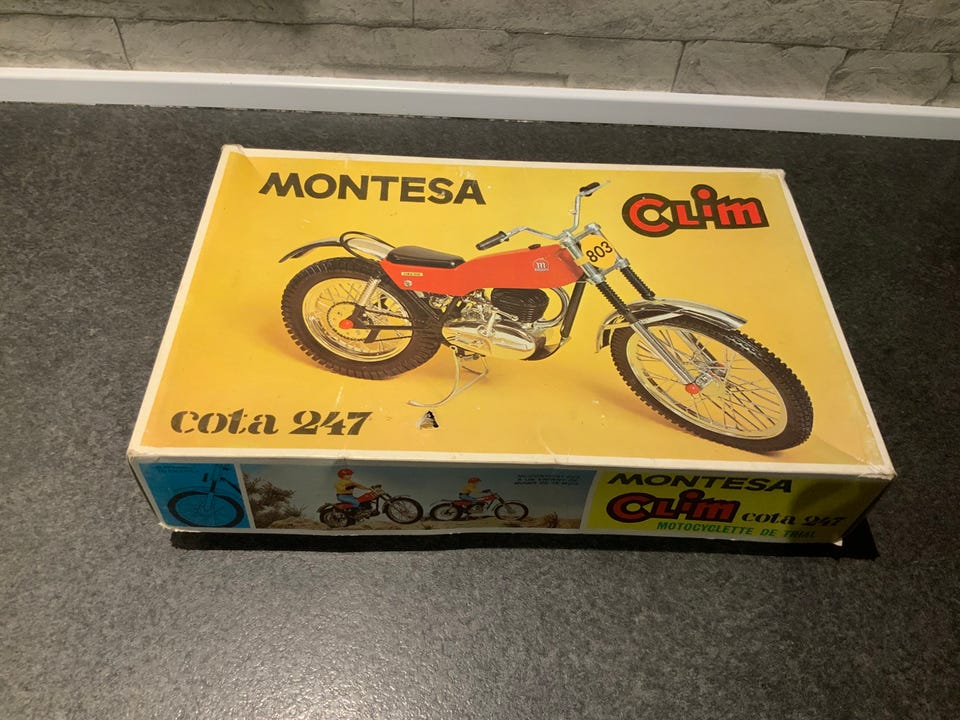 MONTESA
CLiM
803
cota 247
MONTESA
CLiM cota 247
MOTOCYCLETTE DE TRIAL